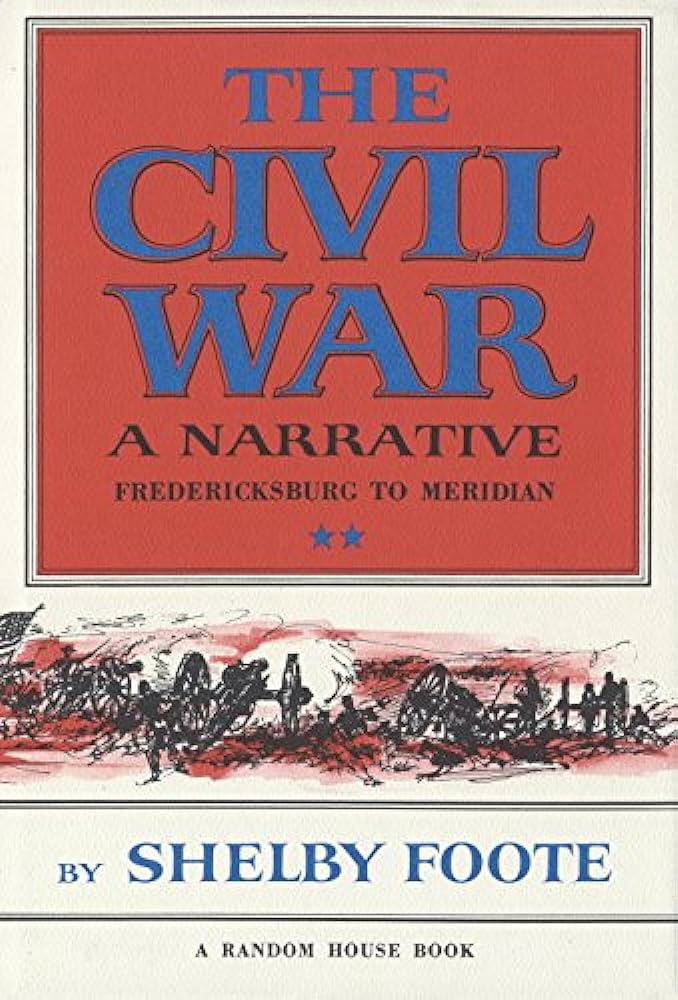 THE
CIVIL
WAR
A NARRATIVE
FREDERICKSBURG TO MERIDIAN
★★
BY SHELBY FOOTE
A RANDOM HOUSE BOOK